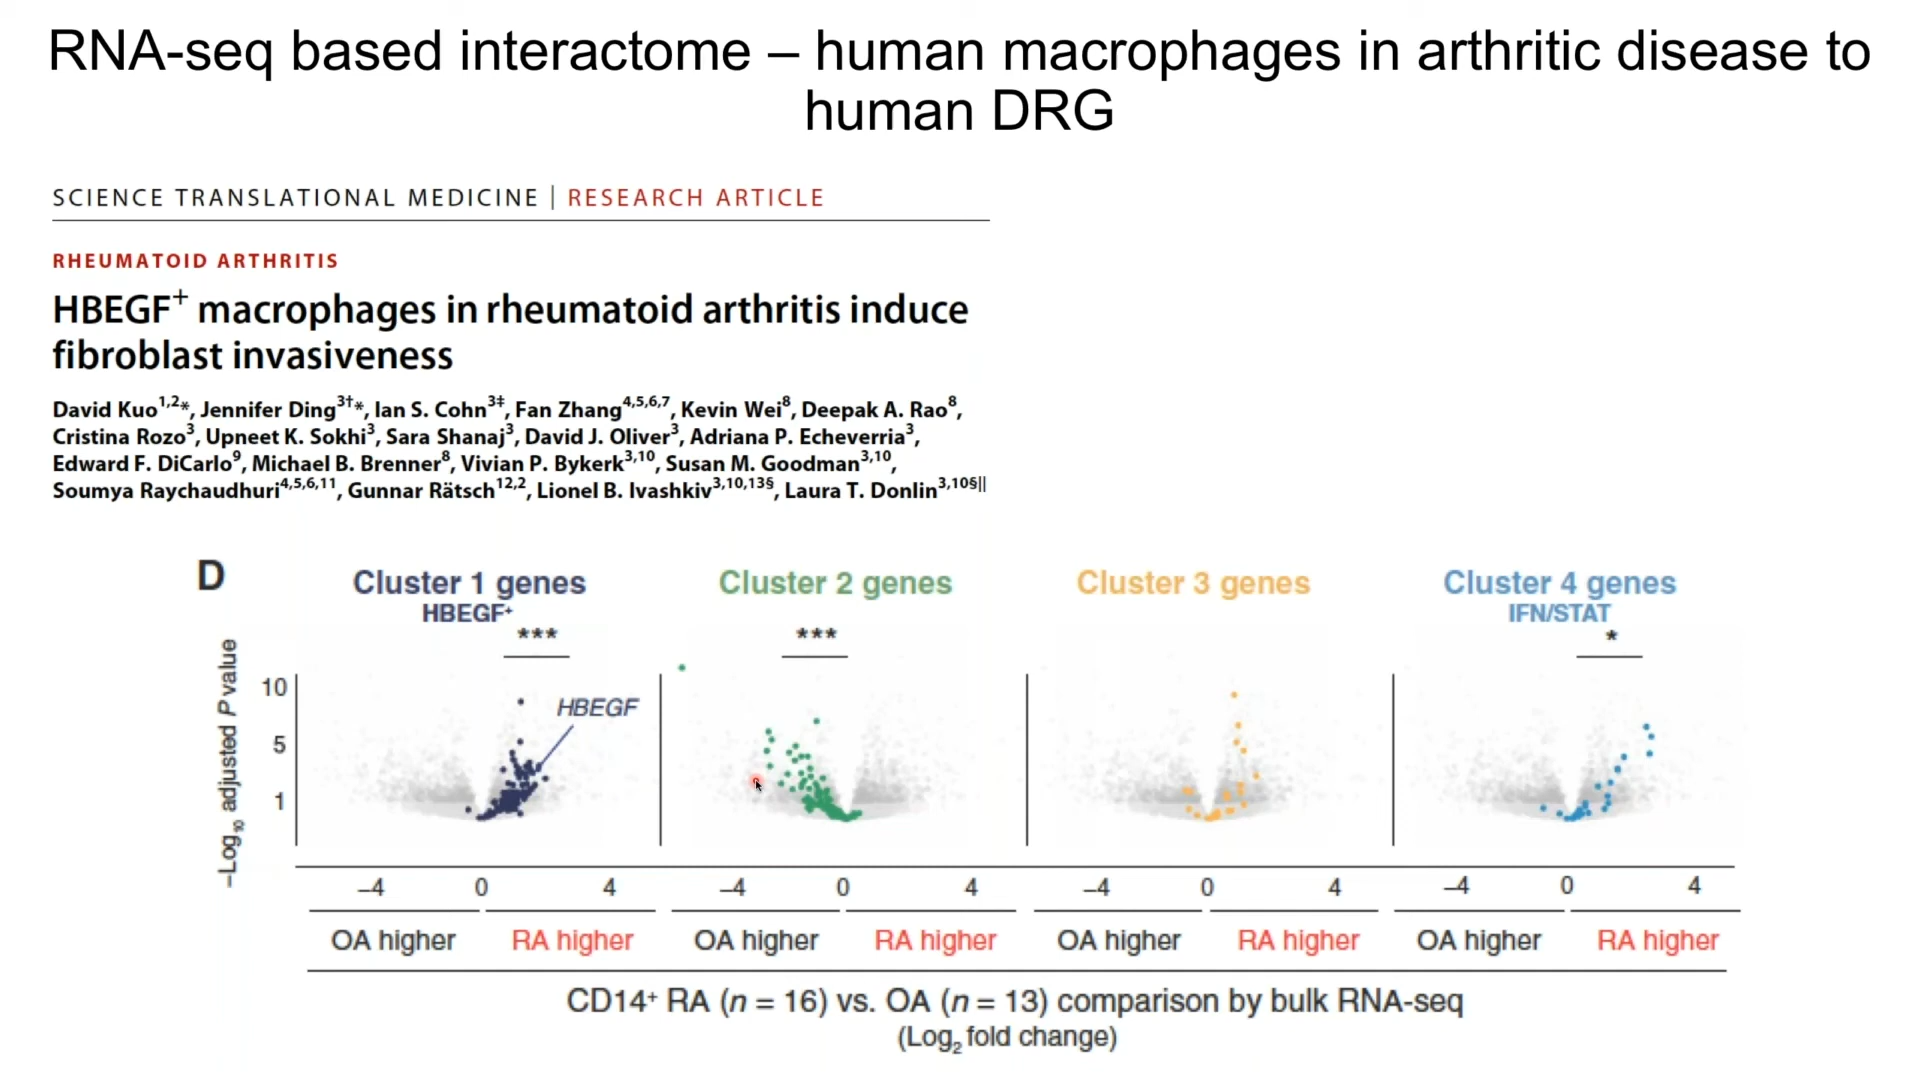 RNA-seq based interactome – human macrophages in arthritic disease to
human DRG
SCIENCE TRANSLATIONAL MEDICINE | RESEARCH ARTICLE
RHEUMATOID ARTHRITIS
HBEGF⁺ macrophages in rheumatoid arthritis induce
fibroblast invasiveness
David Kuo¹,²*, Jennifer Ding³†*, Ian S. Cohn³‡, Fan Zhang⁴,⁵,⁶,⁷, Kevin Wei⁸, Deepak A. Rao⁸,
Cristina Rozo³, Upneet K. Sokhi³, Sara Shanaj³, David J. Oliver³, Adriana P. Echeverria³,
Edward F. DiCarlo⁹, Michael B. Brenner⁸, Vivian P. Bykerk³,¹⁰, Susan M. Goodman³,¹⁰,
Soumya Raychaudhuri⁴,⁵,⁶,¹¹, Gunnar Rätsch¹²,², Lionel B. Ivashkiv³,¹⁰,¹³§, Laura T. Donlin³,¹⁰§||
D
Cluster 1 genes
HBEGF⁺
***
Cluster 2 genes
***
Cluster 3 genes
Cluster 4 genes
IFN/STAT
*
–Log₁₀ adjusted P value
10
5
1
HBEGF
–4 0 4 –4 0 4 –4 0 4 –4 0 4
OA higher RA higher OA higher RA higher OA higher RA higher OA higher RA higher
CD14⁺ RA (n = 16) vs. OA (n = 13) comparison by bulk RNA-seq
(Log₂ fold change)